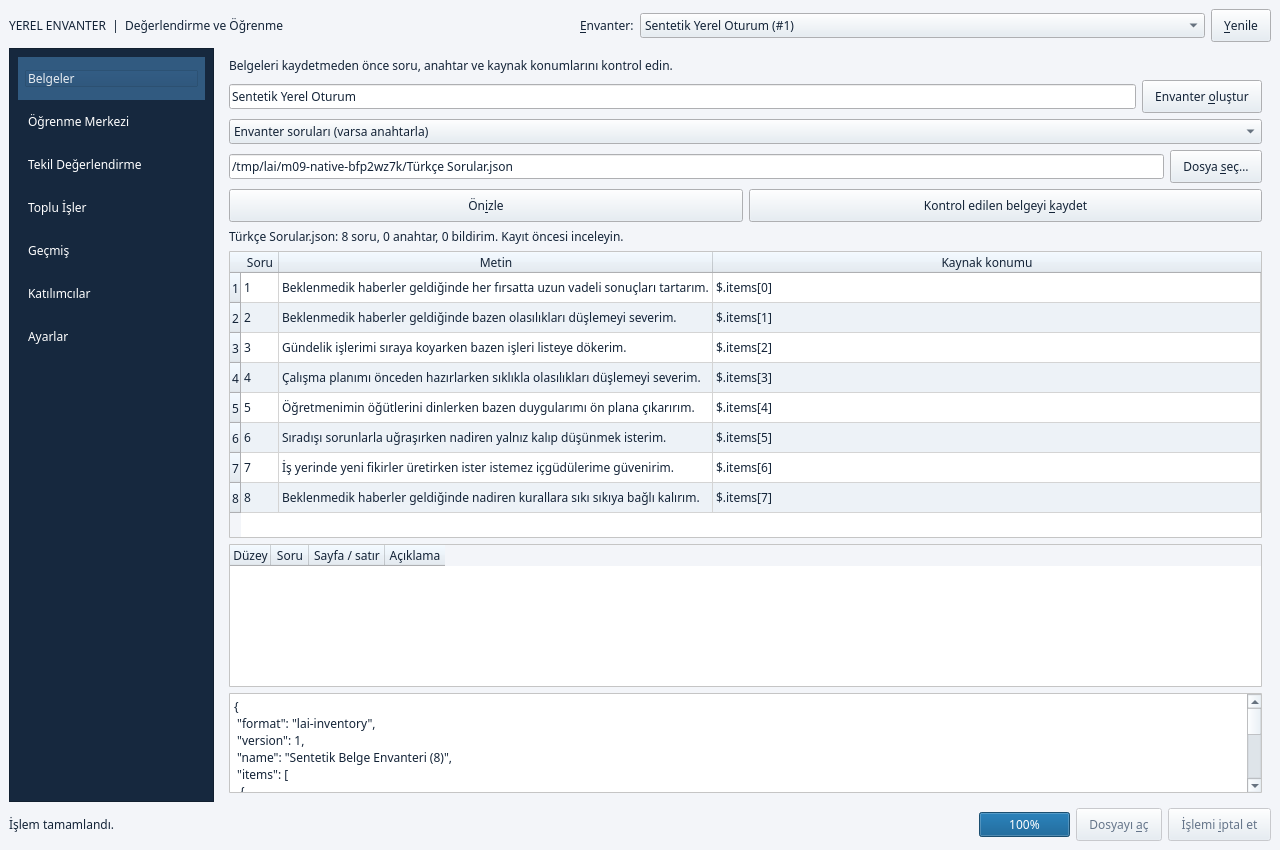 YEREL ENVANTER | Değerlendirme ve Öğrenme
Envanter: Sentetik Yerel Oturum (#1) Yenile
Belgeler
Öğrenme Merkezi
Tekil Değerlendirme
Toplu İşler
Geçmiş
Katılımcılar
Ayarlar
Belgeleri kaydetmeden önce soru, anahtar ve kaynak konumlarını kontrol edin.
Sentetik Yerel Oturum Envanter oluştur
Envanter soruları (varsa anahtarla)
/tmp/lai/m09-native-bfp2wz7k/Türkçe Sorular.json Dosya seç...
Önizle Kontrol edilen belgeyi kaydet
Türkçe Sorular.json: 8 soru, 0 anahtar, 0 bildirim. Kayıt öncesi inceleyin.
Soru Metin Kaynak konumu
1 1 Beklenmedik haberler geldiğinde her fırsatta uzun vadeli sonuçları tartarım. $.items[0]
2 2 Beklenmedik haberler geldiğinde bazen olasılıkları düşlemeyi severim. $.items[1]
3 3 Gündelik işlerimi sıraya koyarken bazen işleri listeye dökerim. $.items[2]
4 4 Çalışma planımı önceden hazırlarken sıklıkla olasılıkları düşlemeyi severim. $.items[3]
5 5 Öğretmenimin öğütlerini dinlerken bazen duygularımı ön plana çıkarırım. $.items[4]
6 6 Sıradışı sorunlarla uğraşırken nadiren yalnız kalıp düşünmek isterim. $.items[5]
7 7 İş yerinde yeni fikirler üretirken ister istemez içgüdülerime güvenirim. $.items[6]
8 8 Beklenmedik haberler geldiğinde nadiren kurallara sıkı sıkıya bağlı kalırım. $.items[7]
Düzey Soru Sayfa / satır Açıklama
{
"format": "lai-inventory",
"version": 1,
"name": "Sentetik Belge Envanteri (8)",
"items": [
{
İşlem tamamlandı. 100% Dosyayı aç İşlemi iptal et